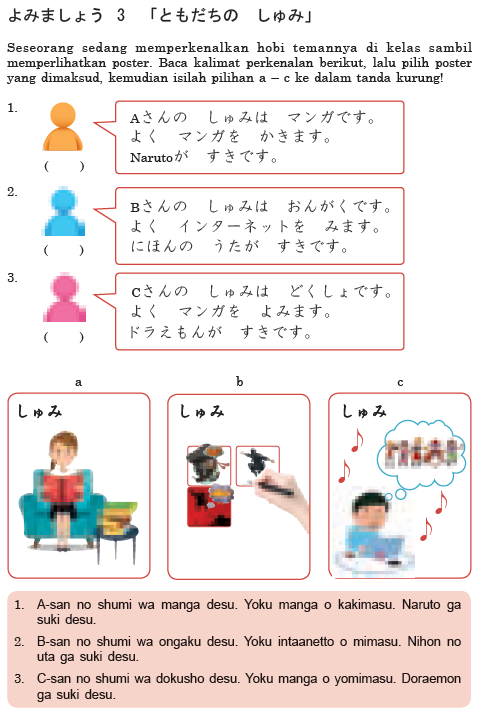 よみましょう 3 「ともだちの しゅみ」
Seseorang sedang memperkenalkan hobi temannya di kelas sambil
memperlihatkan poster. Baca kalimat perkenalan berikut, lalu pilih poster
yang dimaksud, kemudian isilah pilihan a – c ke dalam tanda kurung!
1.
Aさんの しゅみは マンガです。
よく マンガを かきます。
Narutoが すきです。
( )
2.
Bさんの しゅみは おんがくです。
よく インターネットを みます。
にほんの うたが すきです。
( )
3.
Cさんの しゅみは どくしょです。
よく マンガを よみます。
ドラえもんが すきです。
( )
a b c
しゅみ しゅみ しゅみ
1. A-san no shumi wa manga desu. Yoku manga o kakimasu. Naruto ga
suki desu.
2. B-san no shumi wa ongaku desu. Yoku intaanetto o mimasu. Nihon no
uta ga suki desu.
3. C-san no shumi wa dokusho desu. Yoku manga o yomimasu. Doraemon
ga suki desu.